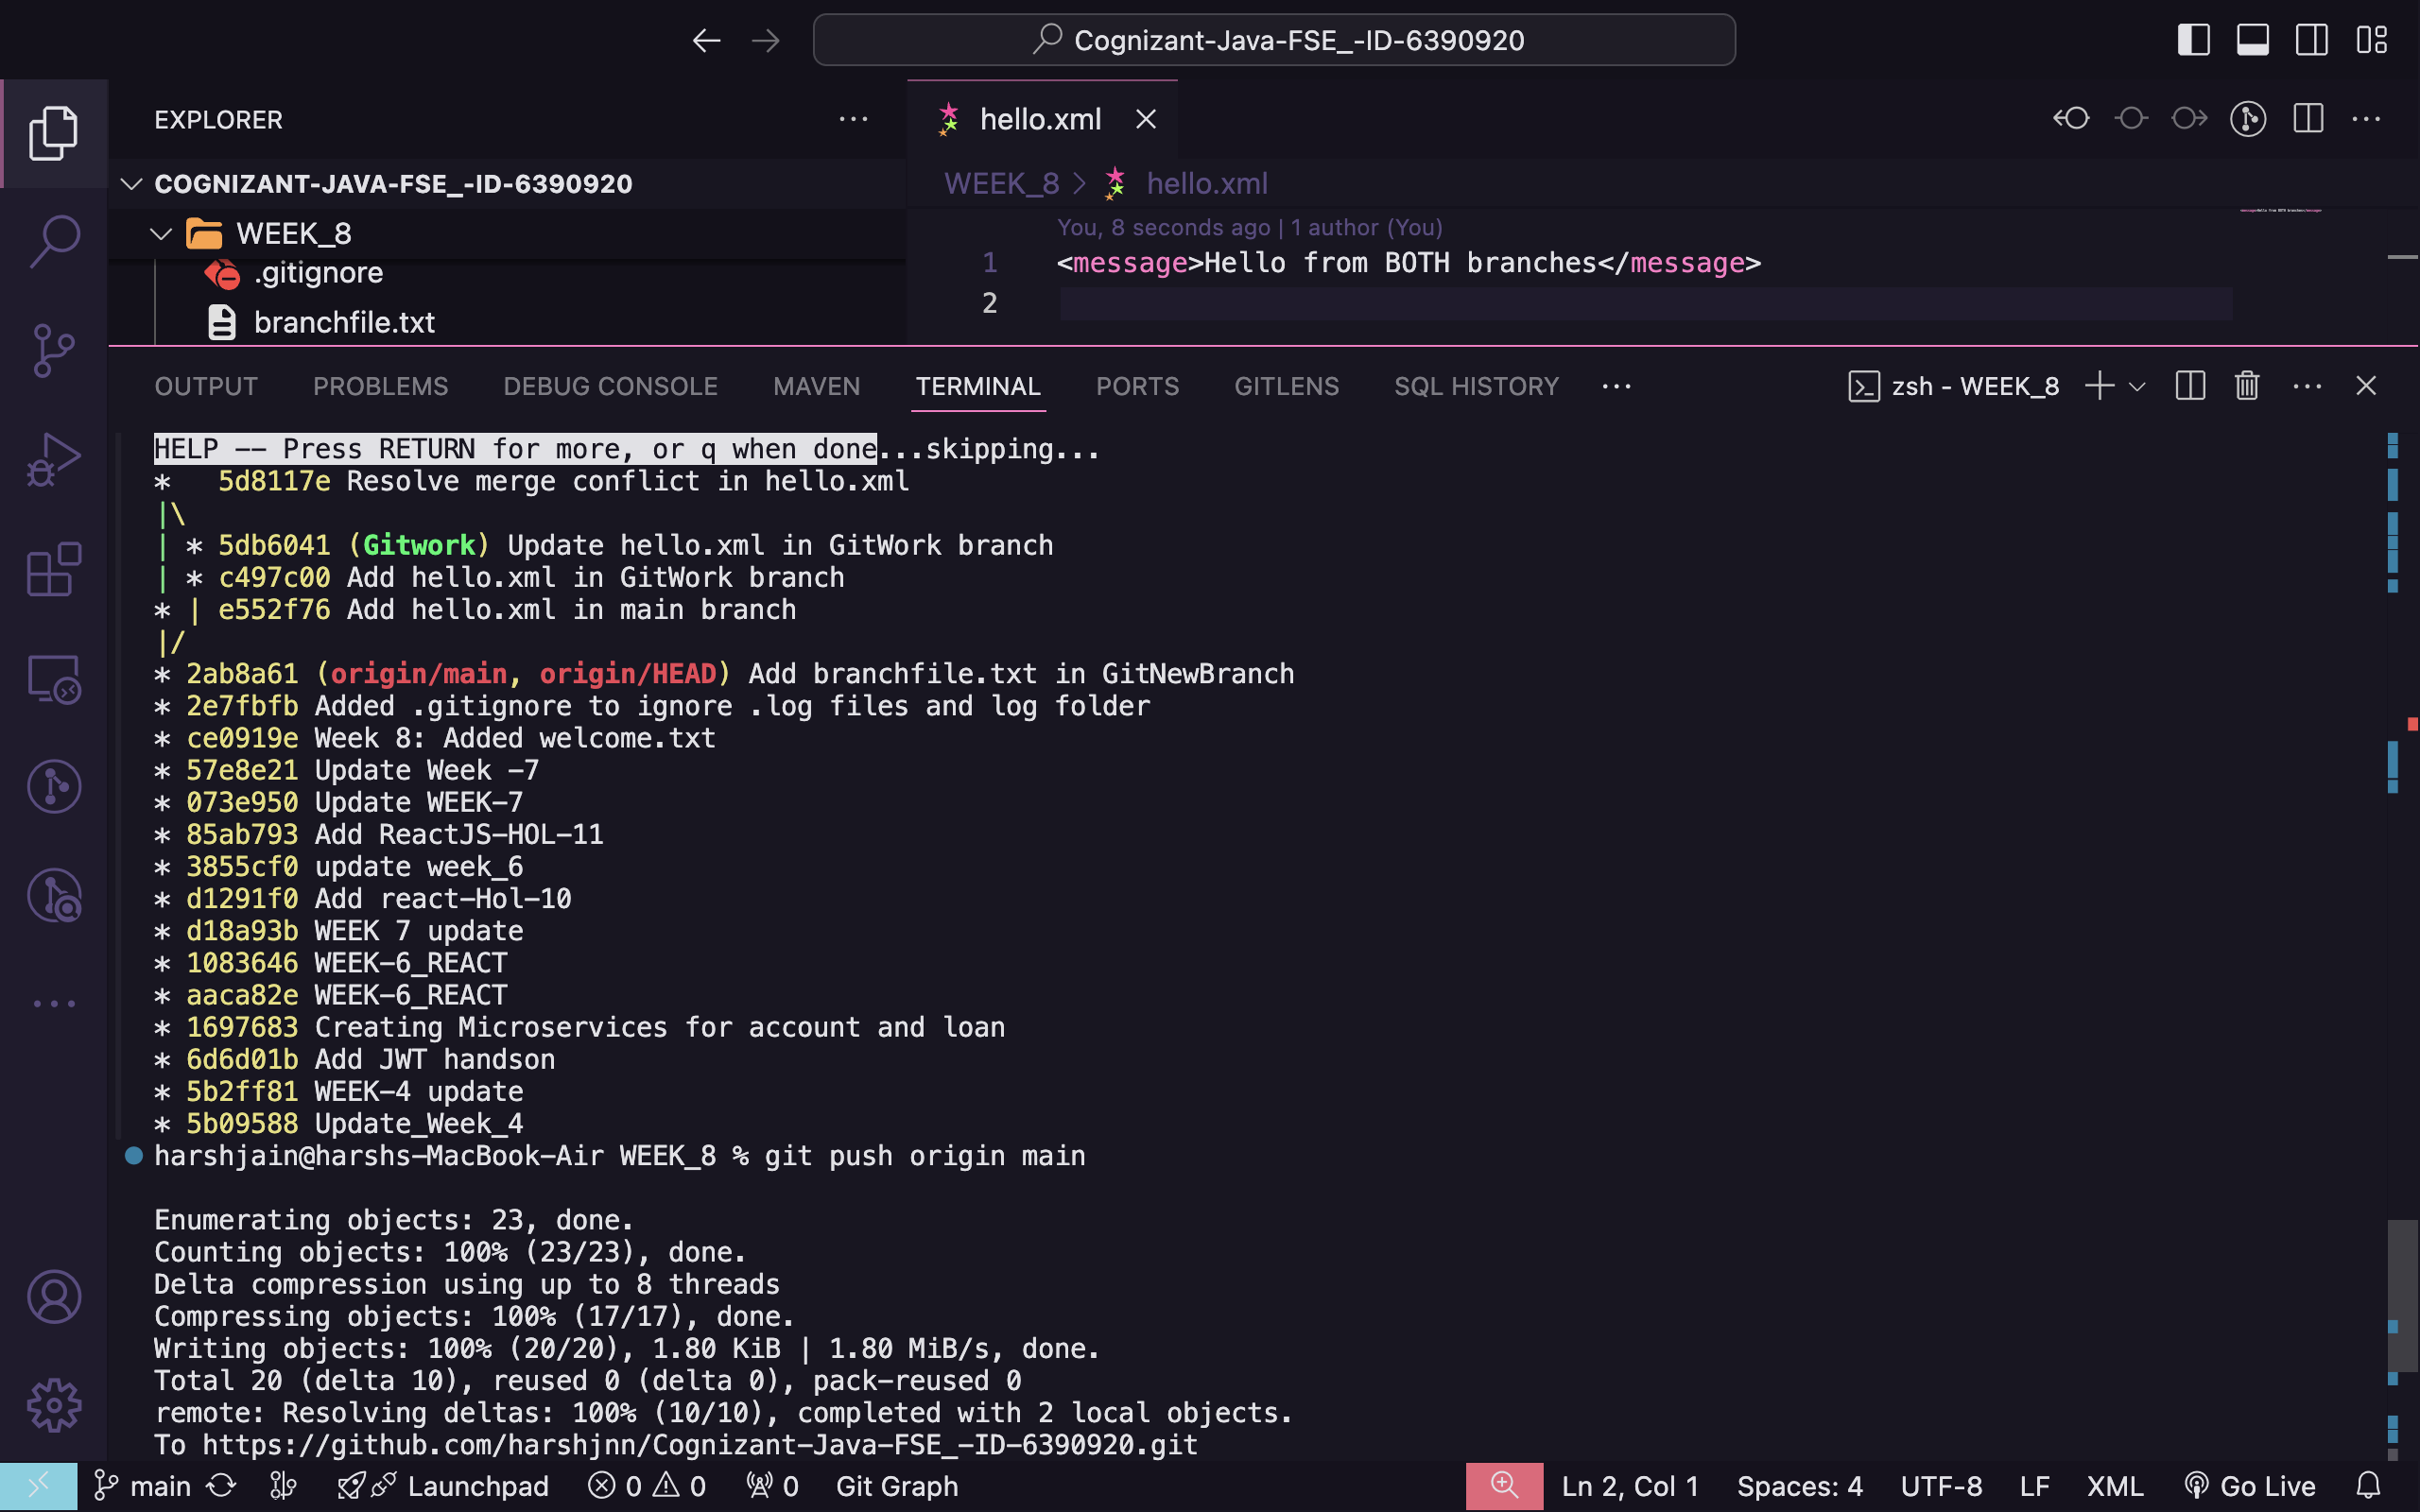 Cognizant-Java-FSE_-ID-6390920
EXPLORER
COGNIZANT-JAVA-FSE_-ID-6390920
WEEK_8
.gitignore
branchfile.txt
hello.xml
WEEK_8 > hello.xml
You, 8 seconds ago | 1 author (You)
1 <message>Hello from BOTH branches</message>
2
OUTPUT PROBLEMS DEBUG CONSOLE MAVEN TERMINAL PORTS GITLENS SQL HISTORY ... zsh - WEEK_8
HELP -- Press RETURN for more, or q when done...skipping...
*   5d8117e Resolve merge conflict in hello.xml
|\
| * 5db6041 (Gitwork) Update hello.xml in GitWork branch
| * c497c00 Add hello.xml in GitWork branch
* | e552f76 Add hello.xml in main branch
|/
* 2ab8a61 (origin/main, origin/HEAD) Add branchfile.txt in GitNewBranch
* 2e7fbfb Added .gitignore to ignore .log files and log folder
* ce0919e Week 8: Added welcome.txt
* 57e8e21 Update Week -7
* 073e950 Update WEEK-7
* 85ab793 Add ReactJS-HOL-11
* 3855cf0 update week_6
* d1291f0 Add react-Hol-10
* d18a93b WEEK 7 update
* 1083646 WEEK-6_REACT
* aaca82e WEEK-6_REACT
* 1697683 Creating Microservices for account and loan
* 6d6d01b Add JWT handson
* 5b2ff81 WEEK-4 update
* 5b09588 Update_Week_4
harshjain@harshs-MacBook-Air WEEK_8 % git push origin main
Enumerating objects: 23, done.
Counting objects: 100% (23/23), done.
Delta compression using up to 8 threads
Compressing objects: 100% (17/17), done.
Writing objects: 100% (20/20), 1.80 KiB | 1.80 MiB/s, done.
Total 20 (delta 10), reused 0 (delta 0), pack-reused 0
remote: Resolving deltas: 100% (10/10), completed with 2 local objects.
To https://github.com/harshjnn/Cognizant-Java-FSE_-ID-6390920.git
main Launchpad 0 0 0 Git Graph Ln 2, Col 1 Spaces: 4 UTF-8 LF XML Go Live